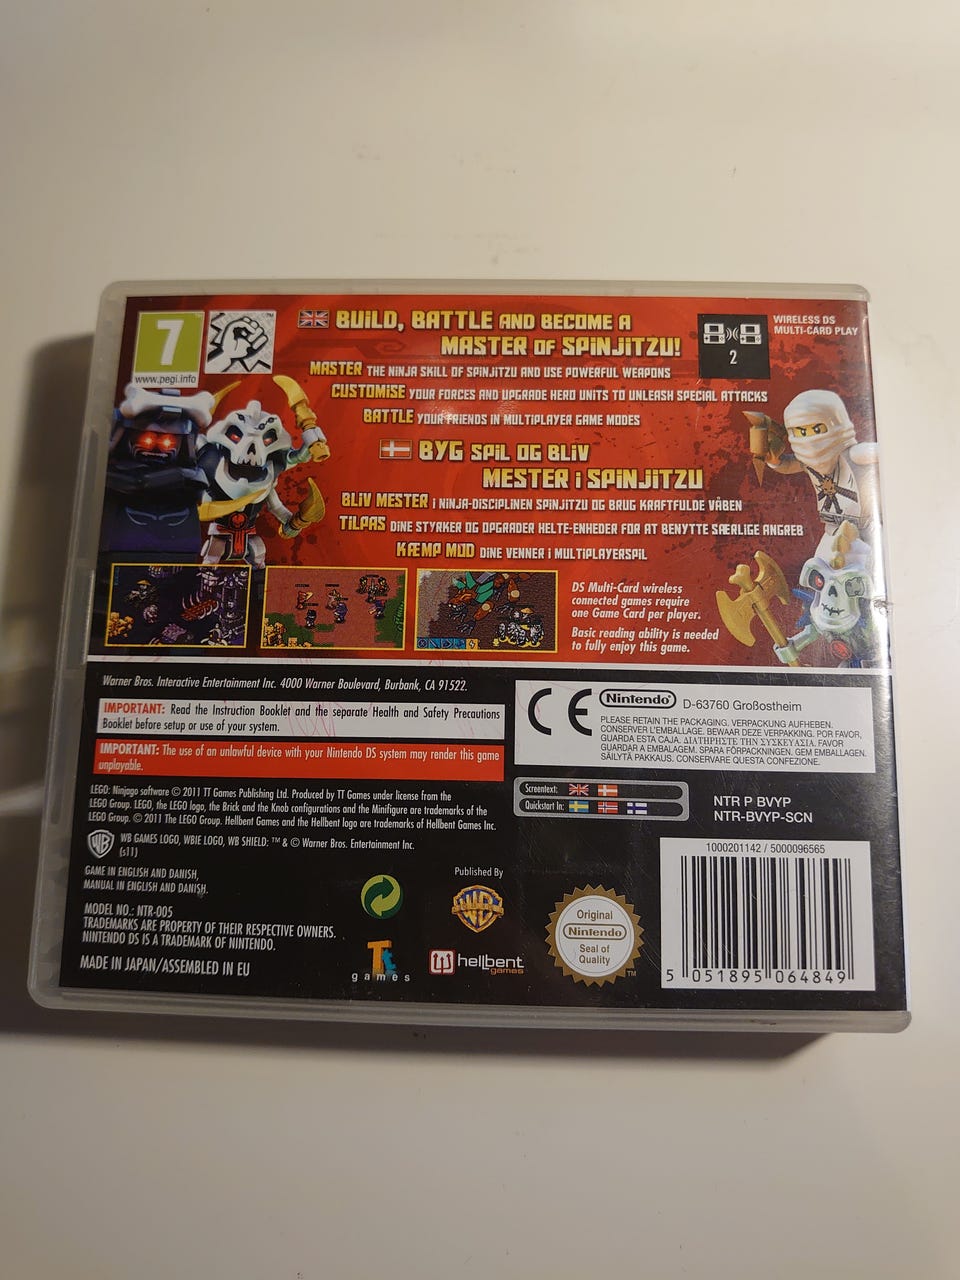 7
www.pegi.info
TM
BUILD, BATTLE AND BECOME A
MASTER OF SPINJITZU!
MASTER THE NINJA SKILL OF SPINJITZU AND USE POWERFUL WEAPONS
CUSTOMISE YOUR FORCES AND UPGRADE HERO UNITS TO UNLEASH SPECIAL ATTACKS
BATTLE YOUR FRIENDS IN MULTIPLAYER GAME MODES
2
WIRELESS DS
MULTI-CARD PLAY
BYG SPIL OG BLIV
MESTER I SPINJITZU
BLIV MESTER I NINJA-DISCIPLINEN SPINJITZU OG BRUG KRAFTFULDE VÅBEN
TILPAS DINE STYRKER OG OPGRADER HELTE-ENHEDER FOR AT BENYTTE SÆRLIGE ANGREB
KÆMP MOD DINE VENNER I MULTIPLAYERSPIL
DS Multi-Card wireless
connected games require
one Game Card per player.
Basic reading ability is needed
to fully enjoy this game.
Warner Bros. Interactive Entertainment Inc. 4000 Warner Boulevard, Burbank, CA 91522.
IMPORTANT: Read the Instruction Booklet and the separate Health and Safety Precautions
Booklet before setup or use of your system.
IMPORTANT: The use of an unlawful device with your Nintendo DS system may render this game
unplayable.
CE
Nintendo®
D-63760 Großostheim
PLEASE RETAIN THE PACKAGING. VERPACKUNG AUFHEBEN.
CONSERVER L'EMBALLAGE. BEWAAR DEZE VERPAKKING. POR FAVOR,
GUARDA ESTA CAJA. ΔΙΑΤΗΡΗΣΤΕ ΤΗΝ ΣΥΣΚΕΥΑΣΙΑ. FAVOR
GUARDAR A EMBALAGEM. SPARA FÖRPACKNINGEN. GEM EMBALLAGEN.
SÄILYTÄ PAKKAUS. CONSERVARE QUESTA CONFEZIONE.
LEGO: Ninjago software © 2011 TT Games Publishing Ltd. Produced by TT Games under license from the
LEGO Group. LEGO, the LEGO logo, the Brick and the Knob configurations and the Minifigure are trademarks of the
LEGO Group. © 2011 The LEGO Group. Hellbent Games and the Hellbent logo are trademarks of Hellbent Games Inc.
WB GAMES LOGO, WBIE LOGO, WB SHIELD: ™ & © Warner Bros. Entertainment Inc.
(s11)
Screentext:
Quickstart In:
NTR P BVYP
NTR-BVYP-SCN
GAME IN ENGLISH AND DANISH,
MANUAL IN ENGLISH AND DANISH.
MODEL NO.: NTR-005
TRADEMARKS ARE PROPERTY OF THEIR RESPECTIVE OWNERS.
NINTENDO DS IS A TRADEMARK OF NINTENDO.
MADE IN JAPAN/ASSEMBLED IN EU
Published By
WB
Tt
games
hellbent
games
Original
Nintendo
Seal of
Quality
TM
1000201142 / 5000096565
5 051895 064849